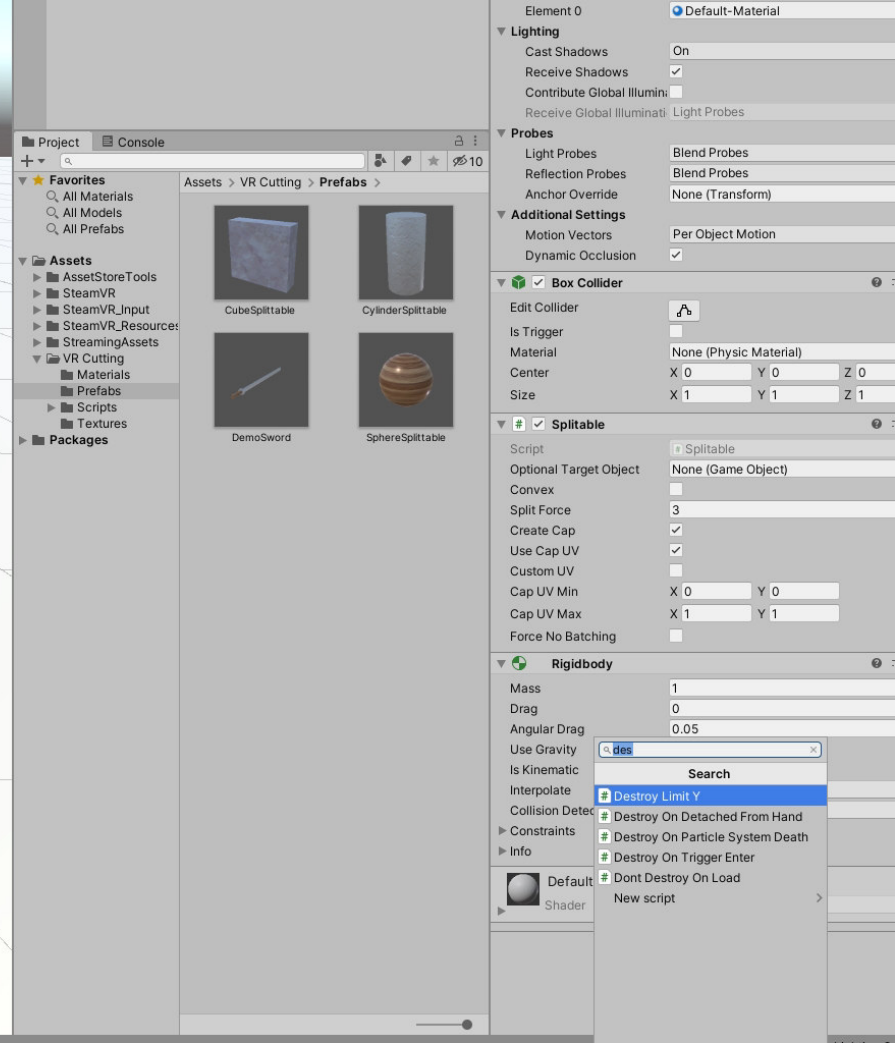 Project
Console
10
Favorites
All Materials
All Models
All Prefabs
Assets
AssetStoreTools
SteamVR
SteamVR_Input
SteamVR_Resources
StreamingAssets
VR Cutting
Materials
Prefabs
Scripts
Textures
Packages
Assets > VR Cutting > Prefabs >
CubeSplittable
CylinderSplittable
DemoSword
SphereSplittable
Element 0 Default-Material
Lighting
Cast Shadows On
Receive Shadows
Contribute Global Illumin
Receive Global Illuminati Light Probes
Probes
Light Probes Blend Probes
Reflection Probes Blend Probes
Anchor Override None (Transform)
Additional Settings
Motion Vectors Per Object Motion
Dynamic Occlusion
Box Collider
Edit Collider
Is Trigger
Material None (Physic Material)
Center X 0 Y 0 Z 0
Size X 1 Y 1 Z 1
# Splitable
Script Splitable
Optional Target Object None (Game Object)
Convex
Split Force 3
Create Cap
Use Cap UV
Custom UV
Cap UV Min X 0 Y 0
Cap UV Max X 1 Y 1
Force No Batching
Rigidbody
Mass 1
Drag 0
Angular Drag 0.05
Use Gravity
Is Kinematic
Interpolate
Collision Detec
Constraints
Info
Default
Shader
des
Search
# Destroy Limit Y
# Destroy On Detached From Hand
# Destroy On Particle System Death
# Destroy On Trigger Enter
# Dont Destroy On Load
New script >